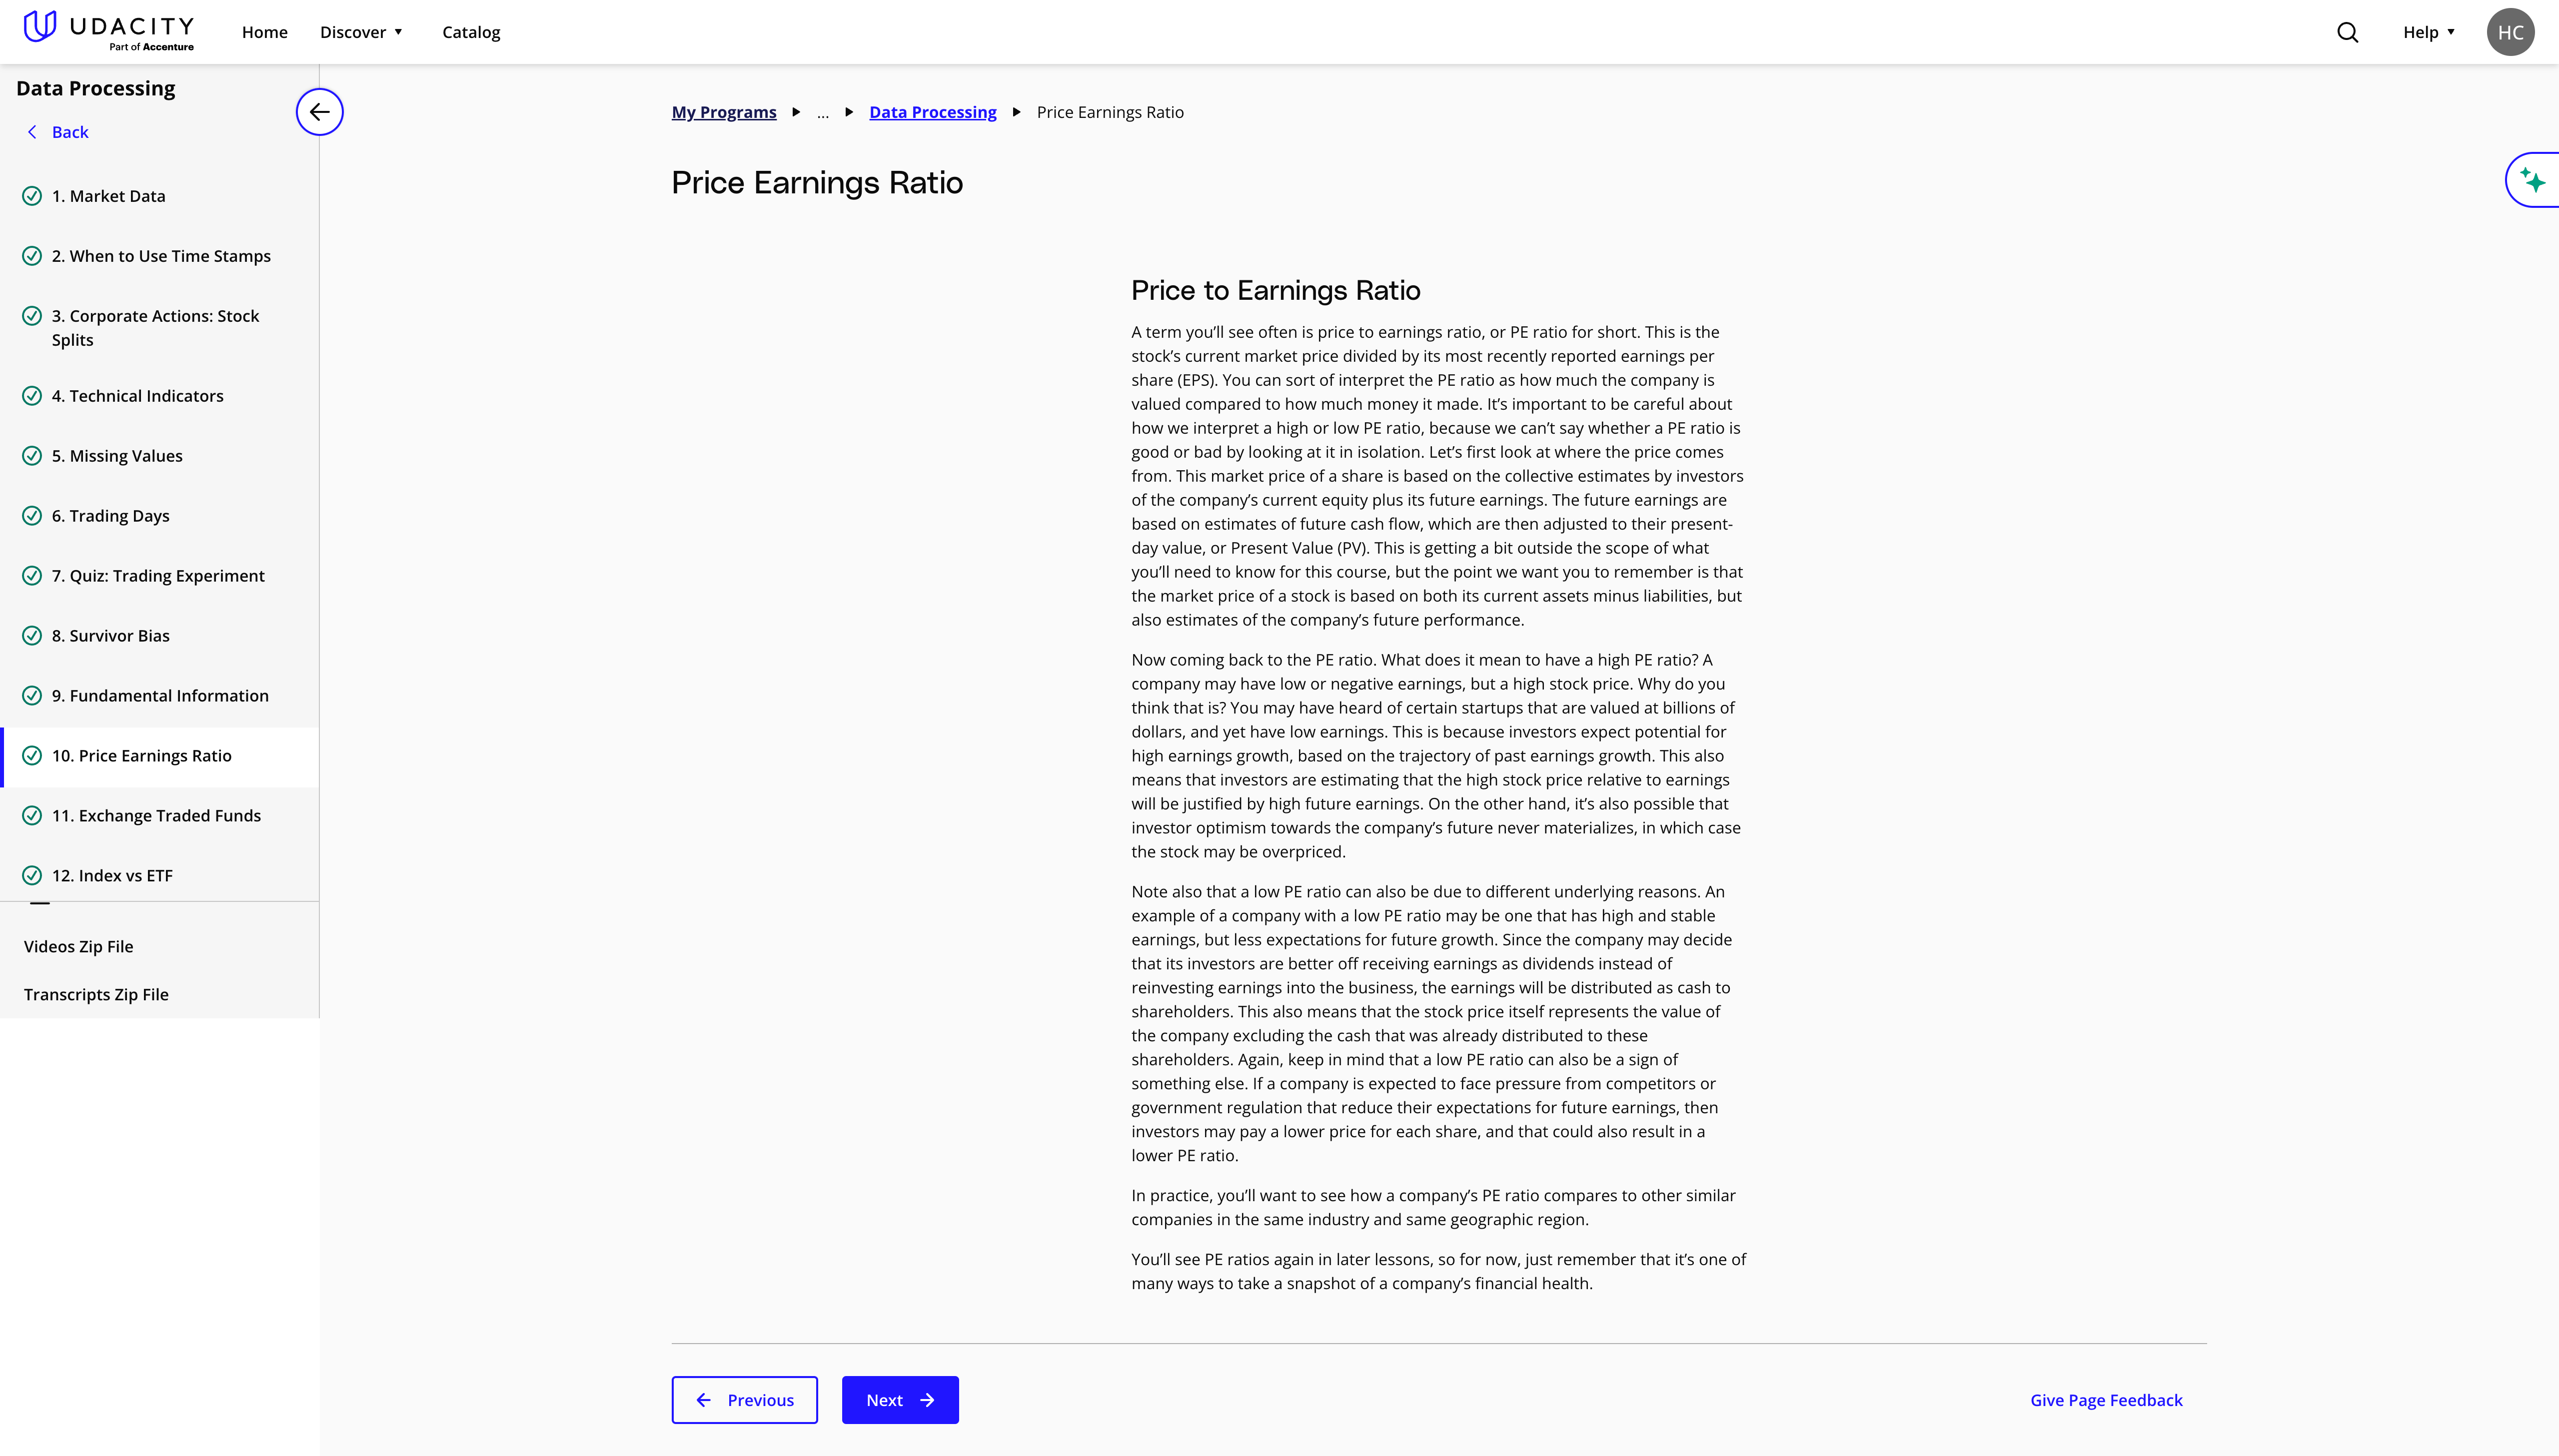 UDACITY
Part of Accenture
Home
Discover
Catalog
Help
HC
Data Processing
Back
1. Market Data
2. When to Use Time Stamps
3. Corporate Actions: Stock
Splits
4. Technical Indicators
5. Missing Values
6. Trading Days
7. Quiz: Trading Experiment
8. Survivor Bias
9. Fundamental Information
10. Price Earnings Ratio
11. Exchange Traded Funds
12. Index vs ETF
Videos Zip File
Transcripts Zip File
My Programs ▶ ... ▶ Data Processing ▶ Price Earnings Ratio
Price Earnings Ratio
Price to Earnings Ratio
A term you’ll see often is price to earnings ratio, or PE ratio for short. This is the
stock’s current market price divided by its most recently reported earnings per
share (EPS). You can sort of interpret the PE ratio as how much the company is
valued compared to how much money it made. It’s important to be careful about
how we interpret a high or low PE ratio, because we can’t say whether a PE ratio is
good or bad by looking at it in isolation. Let’s first look at where the price comes
from. This market price of a share is based on the collective estimates by investors
of the company’s current equity plus its future earnings. The future earnings are
based on estimates of future cash flow, which are then adjusted to their present-
day value, or Present Value (PV). This is getting a bit outside the scope of what
you’ll need to know for this course, but the point we want you to remember is that
the market price of a stock is based on both its current assets minus liabilities, but
also estimates of the company’s future performance.
Now coming back to the PE ratio. What does it mean to have a high PE ratio? A
company may have low or negative earnings, but a high stock price. Why do you
think that is? You may have heard of certain startups that are valued at billions of
dollars, and yet have low earnings. This is because investors expect potential for
high earnings growth, based on the trajectory of past earnings growth. This also
means that investors are estimating that the high stock price relative to earnings
will be justified by high future earnings. On the other hand, it’s also possible that
investor optimism towards the company’s future never materializes, in which case
the stock may be overpriced.
Note also that a low PE ratio can also be due to different underlying reasons. An
example of a company with a low PE ratio may be one that has high and stable
earnings, but less expectations for future growth. Since the company may decide
that its investors are better off receiving earnings as dividends instead of
reinvesting earnings into the business, the earnings will be distributed as cash to
shareholders. This also means that the stock price itself represents the value of
the company excluding the cash that was already distributed to these
shareholders. Again, keep in mind that a low PE ratio can also be a sign of
something else. If a company is expected to face pressure from competitors or
government regulation that reduce their expectations for future earnings, then
investors may pay a lower price for each share, and that could also result in a
lower PE ratio.
In practice, you’ll want to see how a company’s PE ratio compares to other similar
companies in the same industry and same geographic region.
You’ll see PE ratios again in later lessons, so for now, just remember that it’s one of
many ways to take a snapshot of a company’s financial health.
Previous
Next
Give Page Feedback